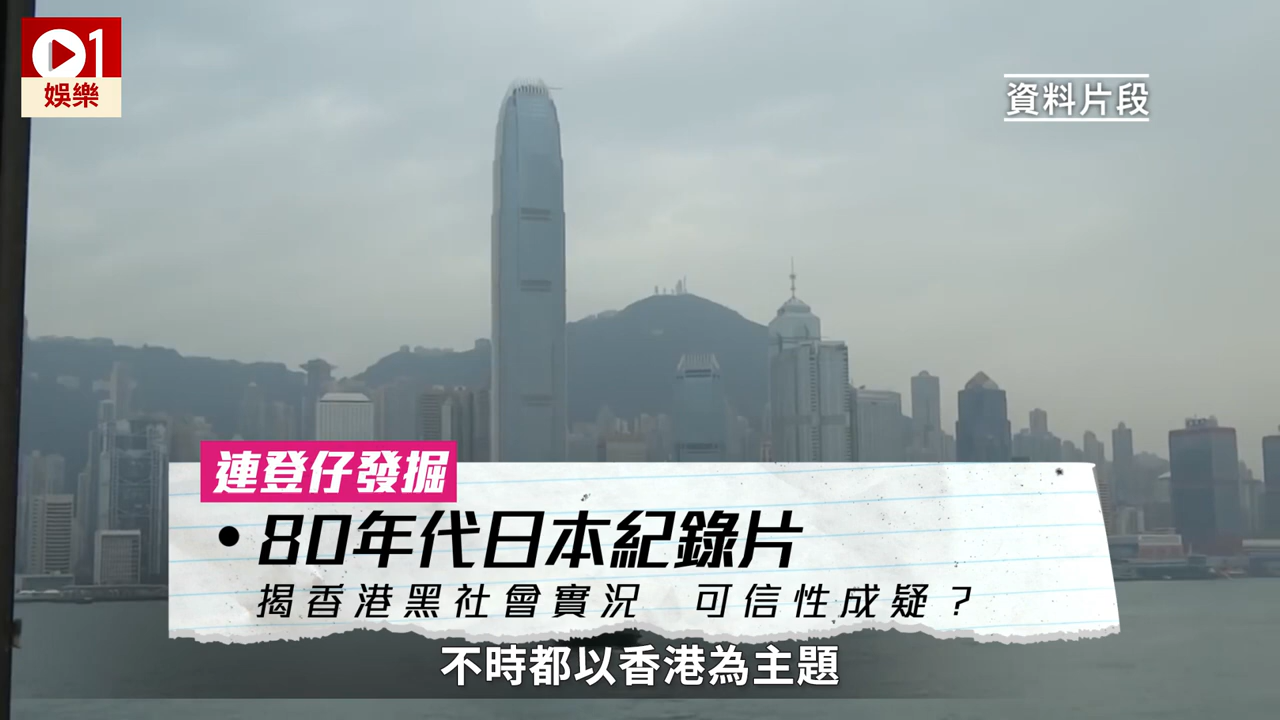 01
娛樂
資料片段
連登仔發掘
•80年代日本紀錄片
揭香港黑社會實況 可信性成疑？
不時都以香港為主題